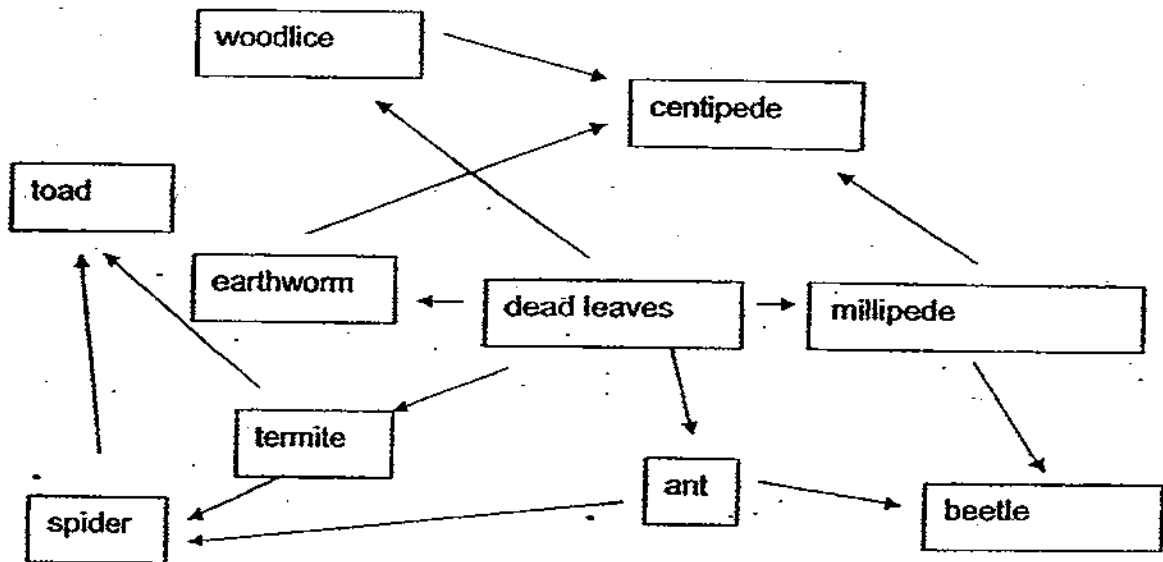 woodlice
centipede
toad
earthworm
dead leaves
millipede
termite
ant
spider
beetle